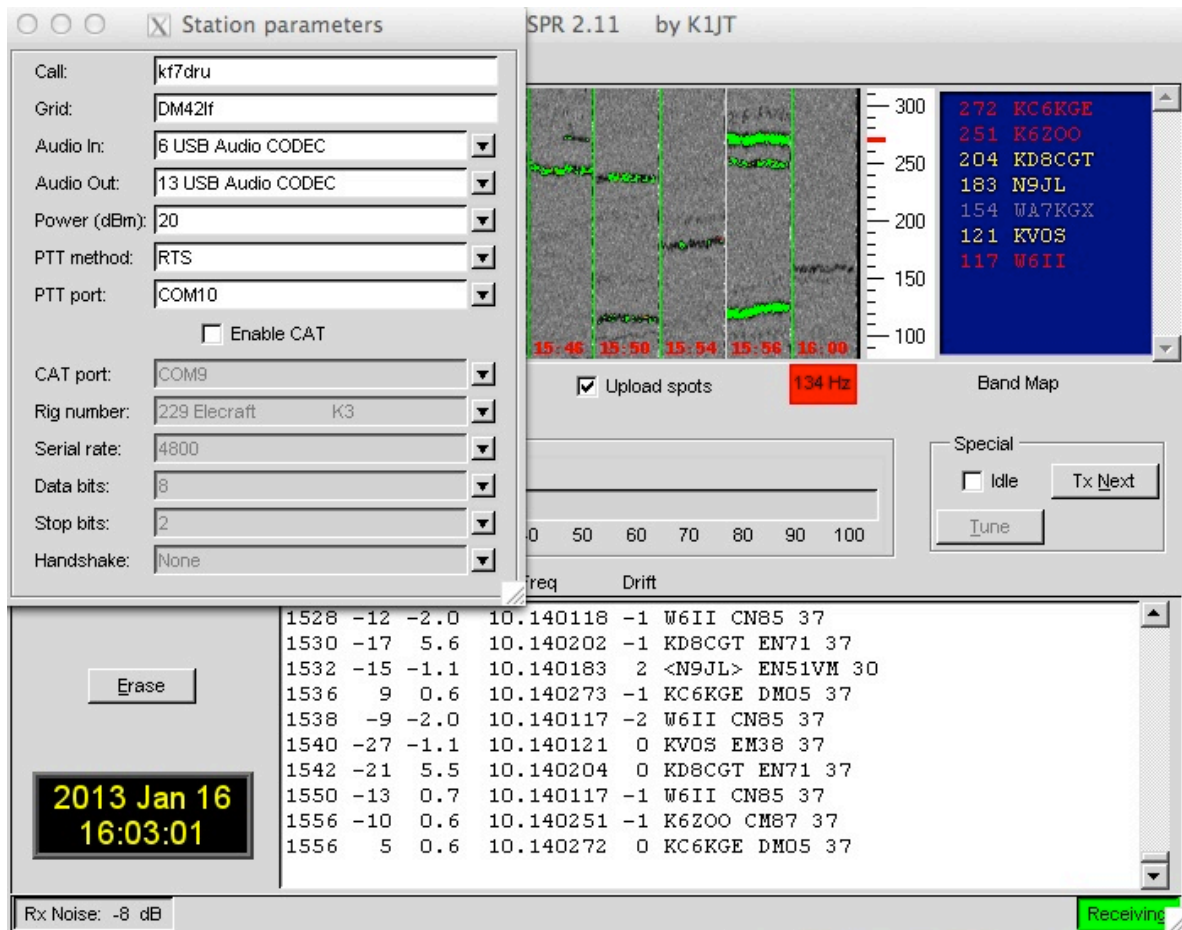 Station parameters
SPR 2.11 by K1JT
Call: kf7dru
Grid: DM42lf
Audio In: 6 USB Audio CODEC
Audio Out: 13 USB Audio CODEC
Power (dBm): 20
PTT method: RTS
PTT port: COM10
Enable CAT
CAT port: COM9
Rig number: 229 Elecraft K3
Serial rate: 4800
Data bits: 8
Stop bits: 2
Handshake: None
15:46 15:50 15:54 15:56 16:00
300
250
200
150
100
272 KC6KGE
251 K6ZOO
204 KD8CGT
183 N9JL
154 WA7KGX
121 KV0S
117 W6II
Upload spots
134 Hz
Band Map
Special
Idle
Tx Next
Tune
50 60 70 80 90 100
Freq Drift
1528 -12 -2.0 10.140118 -1 W6II CN85 37
1530 -17 5.6 10.140202 -1 KD8CGT EN71 37
1532 -15 -1.1 10.140183 2 <N9JL> EN51VM 30
1536 9 0.6 10.140273 -1 KC6KGE DM05 37
1538 -9 -2.0 10.140117 -2 W6II CN85 37
1540 -27 -1.1 10.140121 0 KV0S EM38 37
1542 -21 5.5 10.140204 0 KD8CGT EN71 37
1550 -13 0.7 10.140117 -1 W6II CN85 37
1556 -10 0.6 10.140251 -1 K6ZOO CM87 37
1556 5 0.6 10.140272 0 KC6KGE DM05 37
Erase
2013 Jan 16
16:03:01
Rx Noise: -8 dB
Receiving